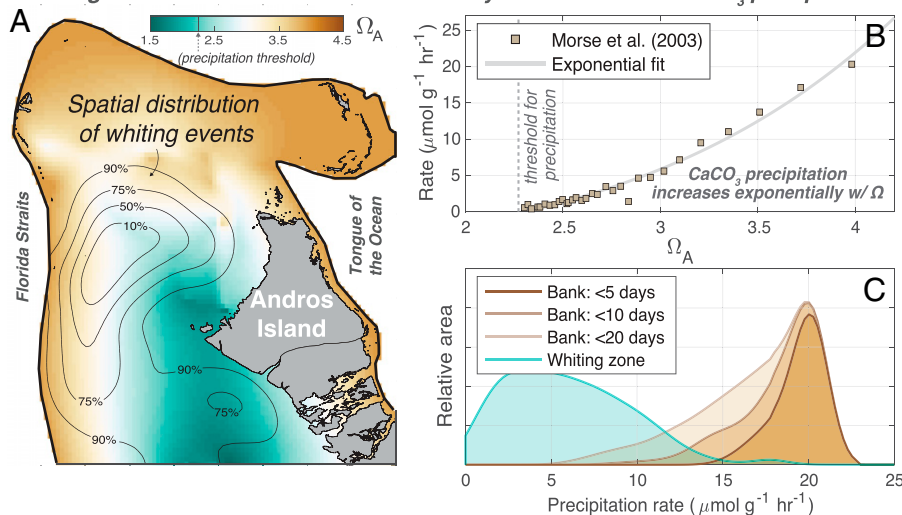 A
1.5
2.5
3.5
4.5
Ω_A
(precipitation threshold)
Spatial distribution
of whiting events
90%
75%
50%
10%
Florida Straits
Tongue of
the Ocean
Andros
Island
90%
75%
75%
90%
B
Morse et al. (2003)
Exponential fit
threshold for
precipitation
CaCO₃ precipitation
increases exponentially w/ Ω
Rate (μmol g⁻¹ hr⁻¹)
25
20
15
10
5
0
2
2.5
3
3.5
4
Ω_A
C
Bank: <5 days
Bank: <10 days
Bank: <20 days
Whiting zone
Relative area
0
5
10
15
20
25
Precipitation rate (μmol g⁻¹ hr⁻¹)